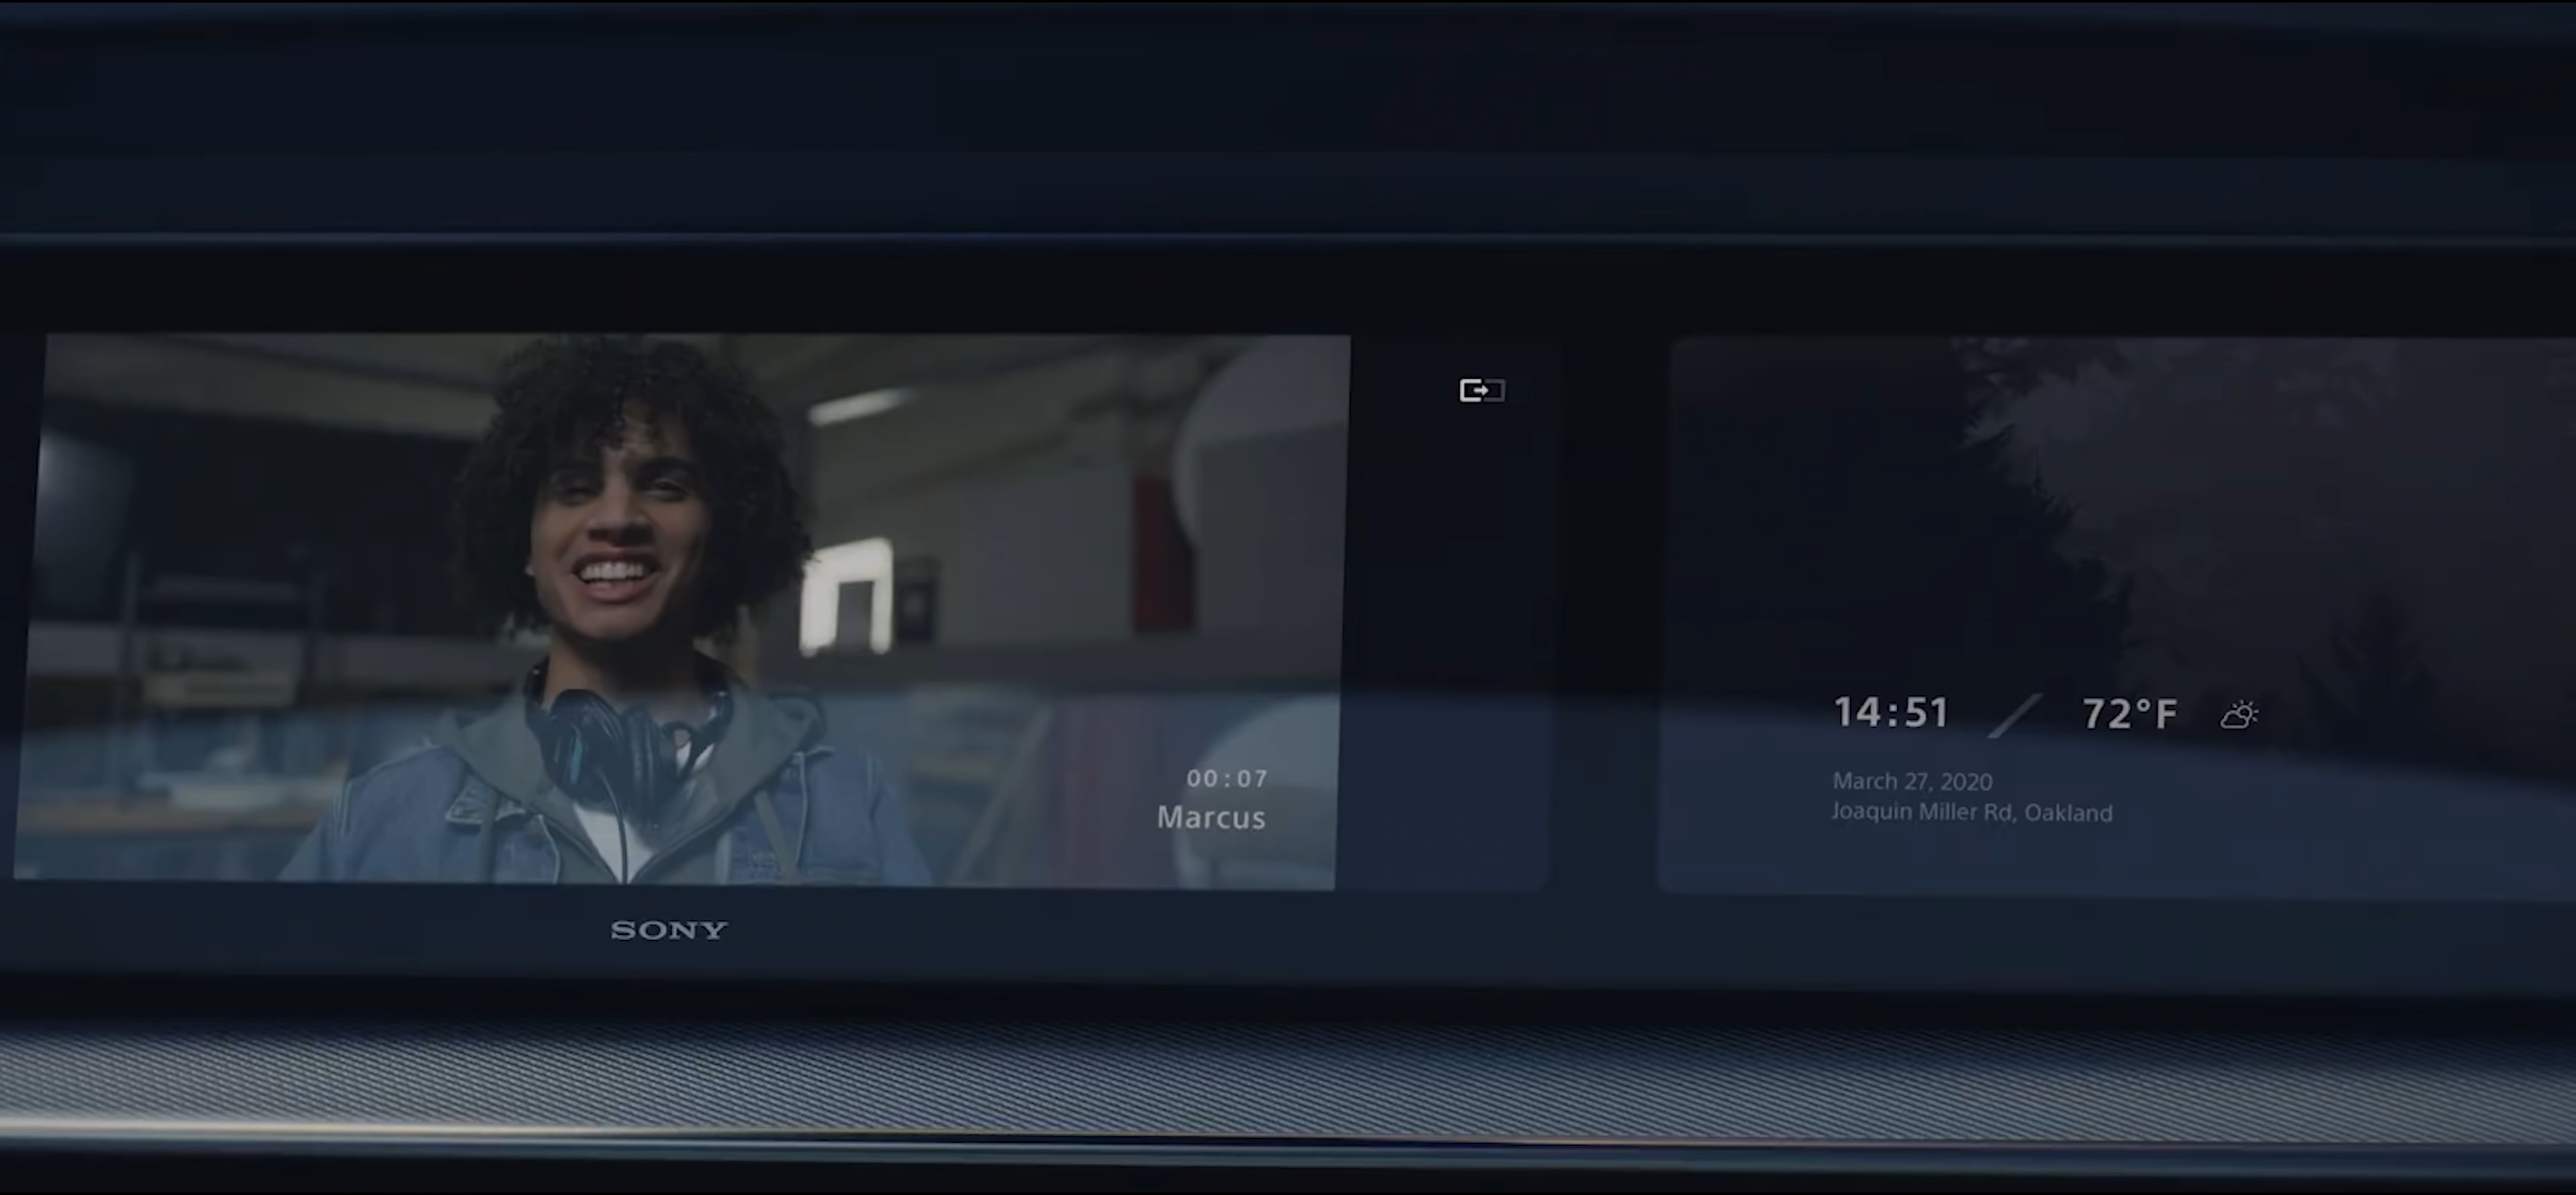 00:07
Marcus
SONY
14:51 / 72°F
March 27, 2020
Joaquin Miller Rd, Oakland